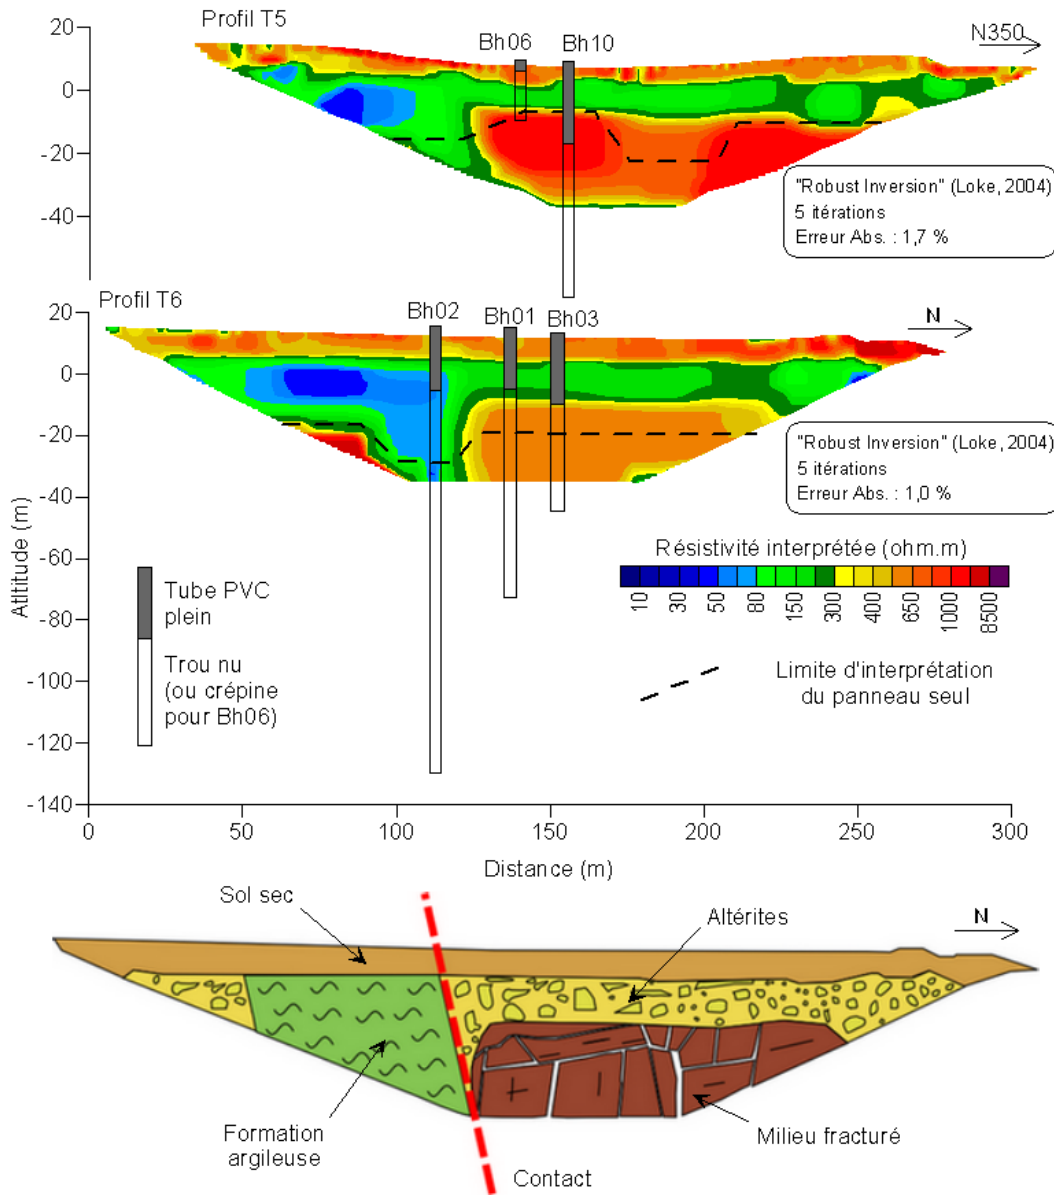 Profil T5
20
0
-20
-40
Bh06
Bh10
N350
"Robust Inversion" (Loke, 2004)
5 itérations
Erreur Abs. : 1,7 %
Profil T6
20
0
-20
-40
-60
-80
-100
-120
-140
Atltitude (m)
Bh02
Bh01
Bh03
N
"Robust Inversion" (Loke, 2004)
5 itérations
Erreur Abs. : 1,0 %
Tube PVC
plein
Trou nu
(ou crépine
pour Bh06)
Résistivité interprétée (ohm.m)
10
30
50
80
150
300
400
650
1000
8500
Limite d'interprétation
du panneau seul
0
50
100
150
200
250
300
Distance (m)
Sol sec
Altérites
N
Formation
argileuse
Milieu fracturé
Contact